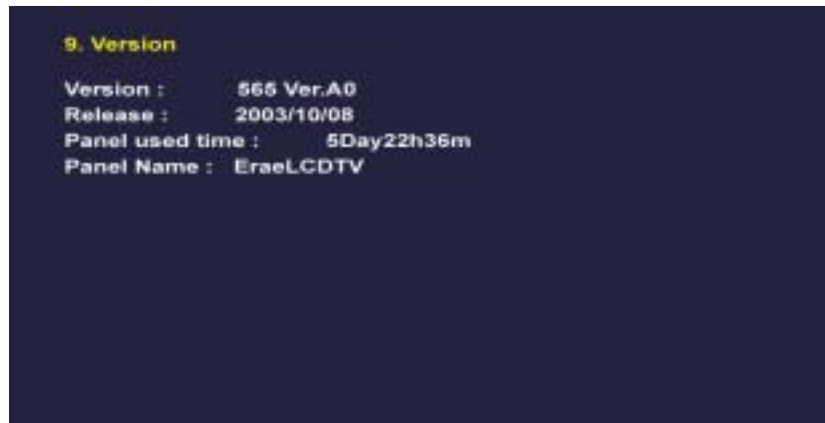 9. Version
Version : 565 Ver.A0
Release : 2003/10/08
Panel used time : 5Day22h36m
Panel Name : EraeLCDTV